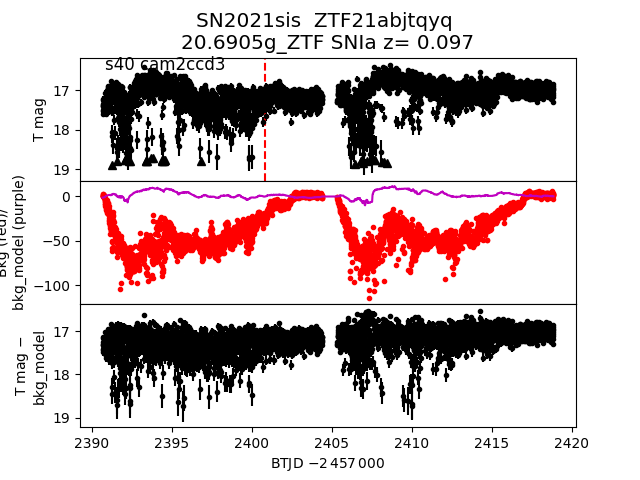 SN2021sis ZTF21abjtqyq
20.6905g_ZTF SNIa z= 0.097
s40 cam2ccd3
T mag
17
18
19
Bkg (red)/
bkg_model (purple)
0
−50
−100
T mag −
bkg_model
17
18
19
2390 2395 2400 2405 2410 2415 2420
BTJD −2 457 000